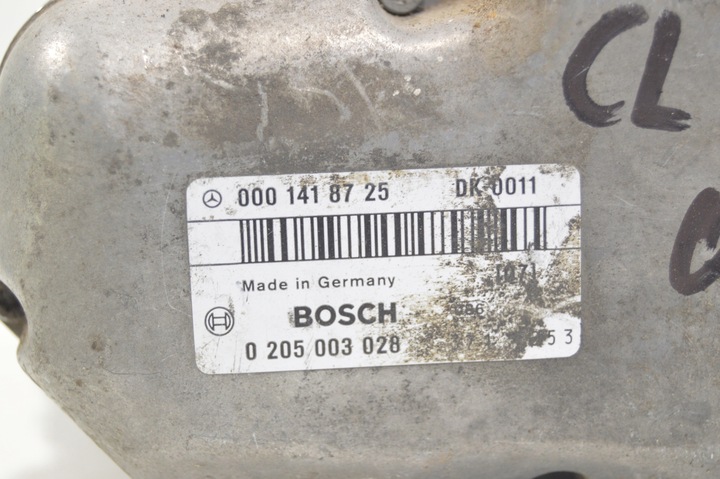 CL
000 141 87 25 DK 0011
Made in Germany
BOSCH
0 205 003 028